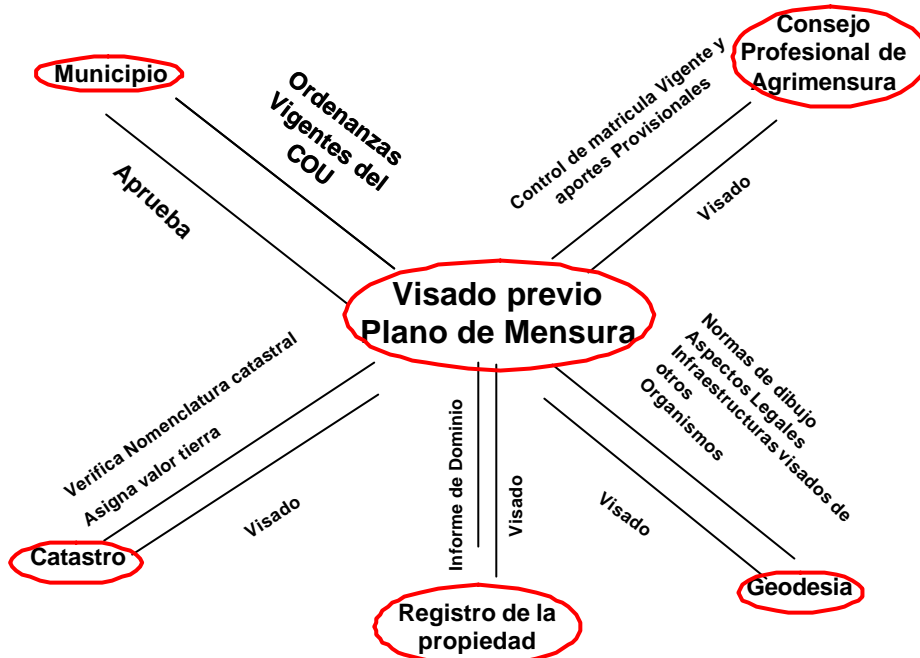 Municipio
Ordenanzas
Vigentes del
COU
Aprueba
Consejo
Profesional de
Agrimensura
Control de matricula Vigente y
aportes Provisionales
Visado
Visado previo
Plano de Mensura
Verifica Nomenclatura catastral
Asigna valor tierra
Visado
Catastro
Informe de Dominio
Visado
Registro de la
propiedad
Normas de dibujo
Aspectos Legales
Infraestructuras visados de
otros
Organismos
Visado
Geodesia